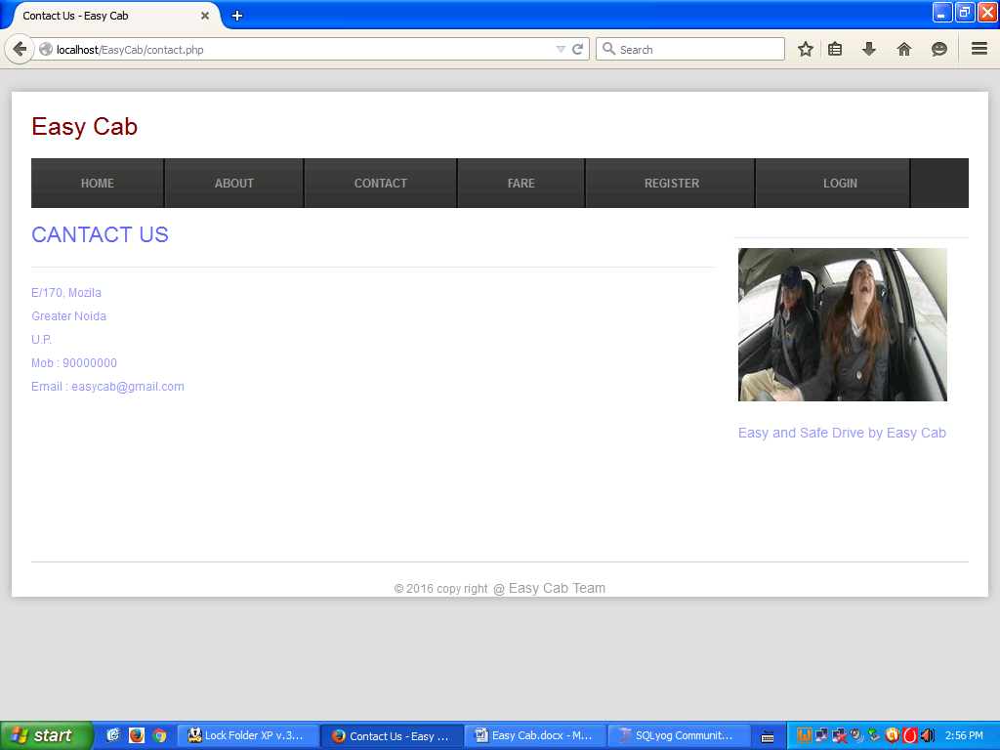 Contact Us - Easy Cab
localhost/EasyCab/contact.php
Search
Easy Cab
HOME ABOUT CONTACT FARE REGISTER LOGIN
CANTACT US
E/170, Mozila
Greater Noida
U.P.
Mob : 90000000
Email : easycab@gmail.com
Easy and Safe Drive by Easy Cab
© 2016 copy right @ Easy Cab Team
start Lock Folder XP v.3... Contact Us - Easy ... Easy Cab.docx - M... SQLyog Communit... 2:56 PM